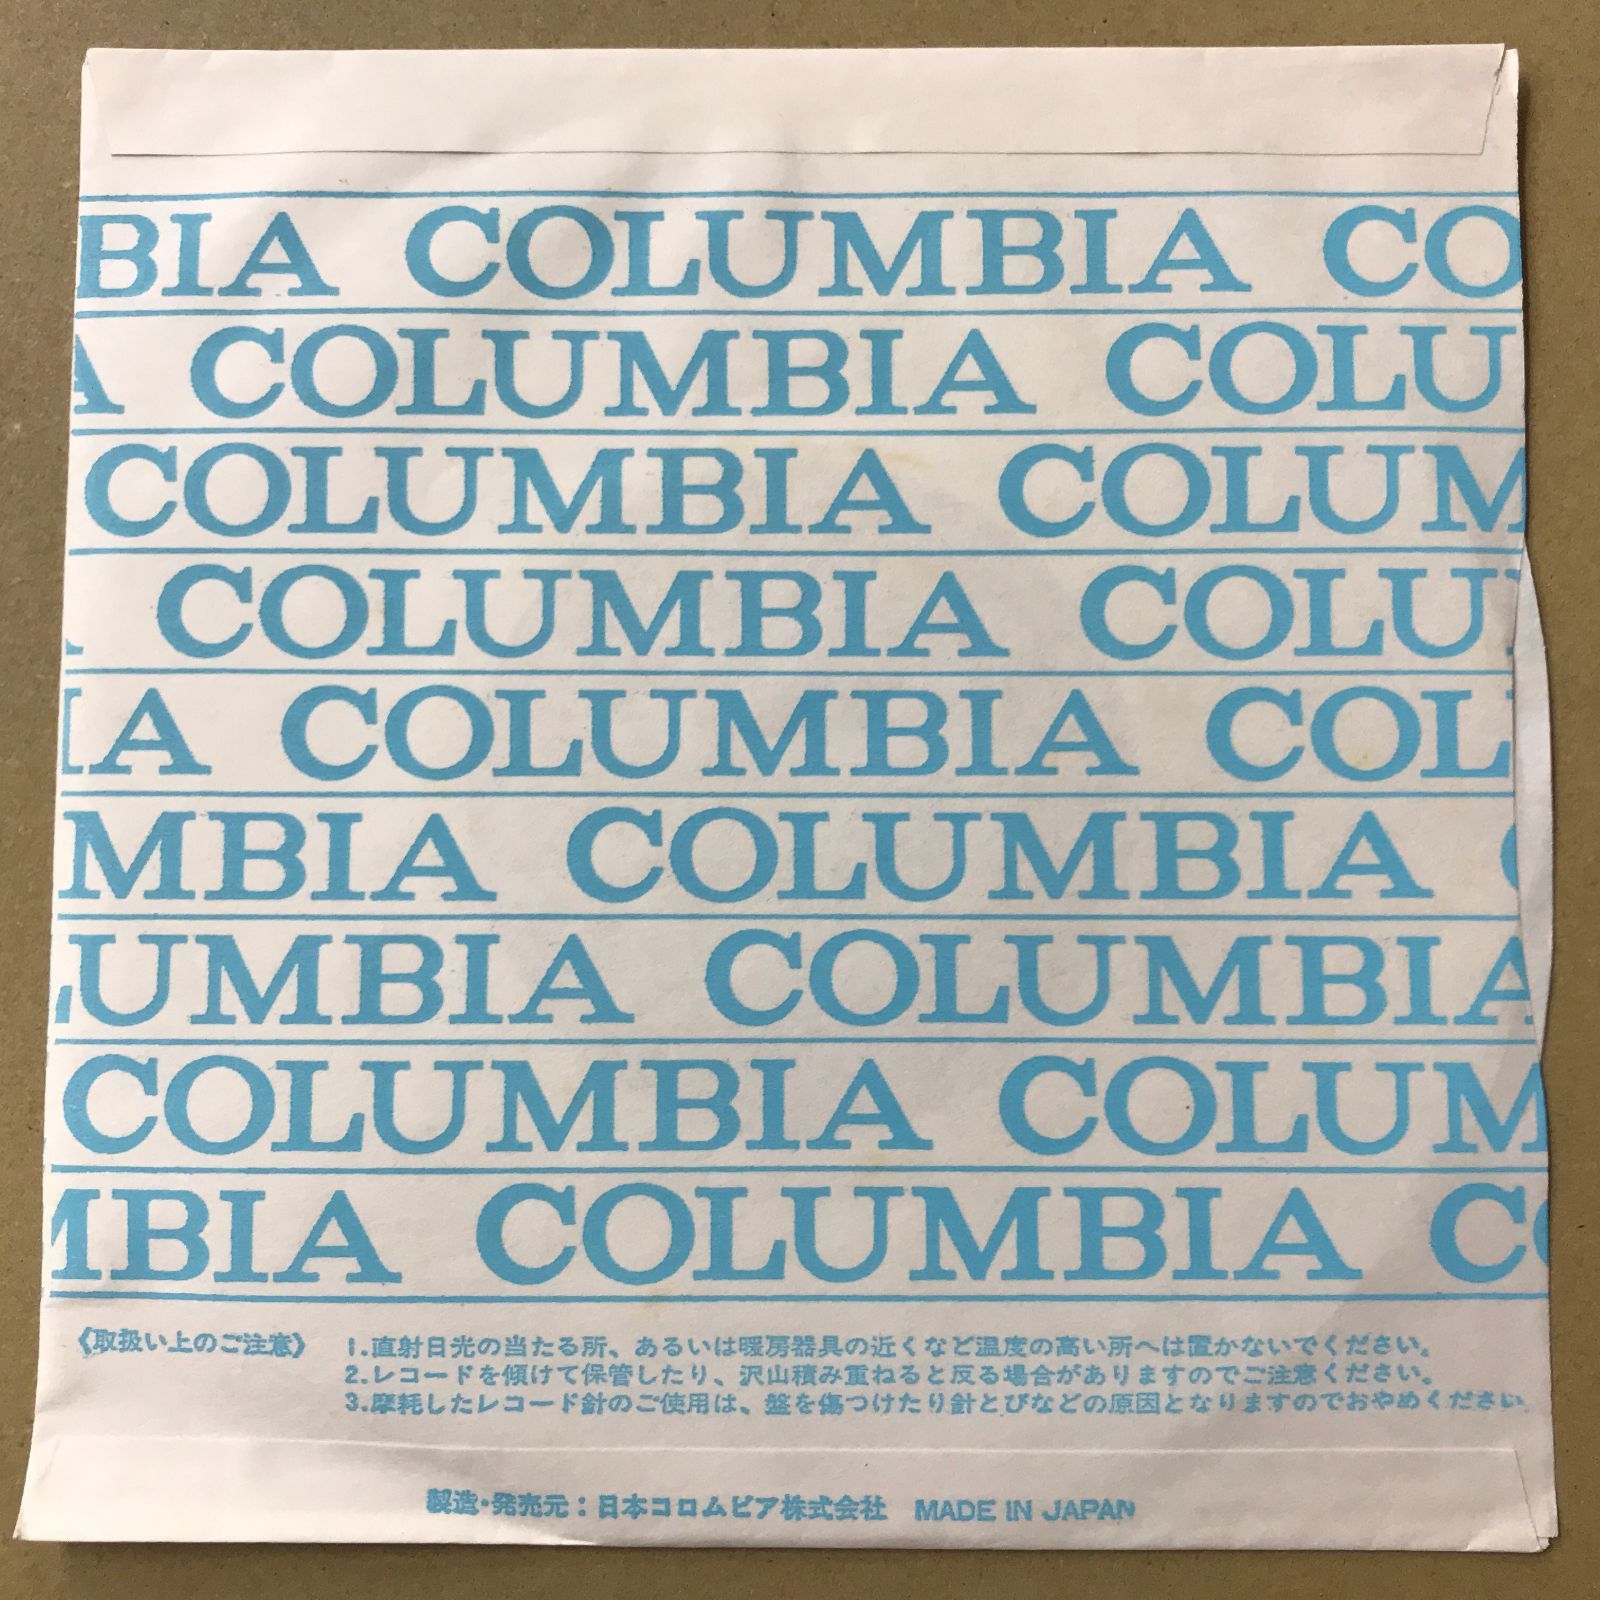 BIA COLUMBIA CO
A COLUMBIA COLU
COLUMBIA COLUM
COLUMBIA COLU
IA COLUMBIA COL
MBIA COLUMBIA C
LUMBIA COLUMBIA
COLUMBIA COLUM
MBIA COLUMBIA CO
《取扱い上のご注意》 1.直射日光の当たる所、あるいは暖房器具の近くなど温度の高い所へは置かないでください。
2.レコードを傾けて保管したり、沢山積み重ねると反る場合がありますのでご注意ください。
3.摩耗したレコード針のご使用は、盤を傷つけたり針とびなどの原因となりますのでおやめください。
製造・発売元：日本コロムビア株式会社 MADE IN JAPAN